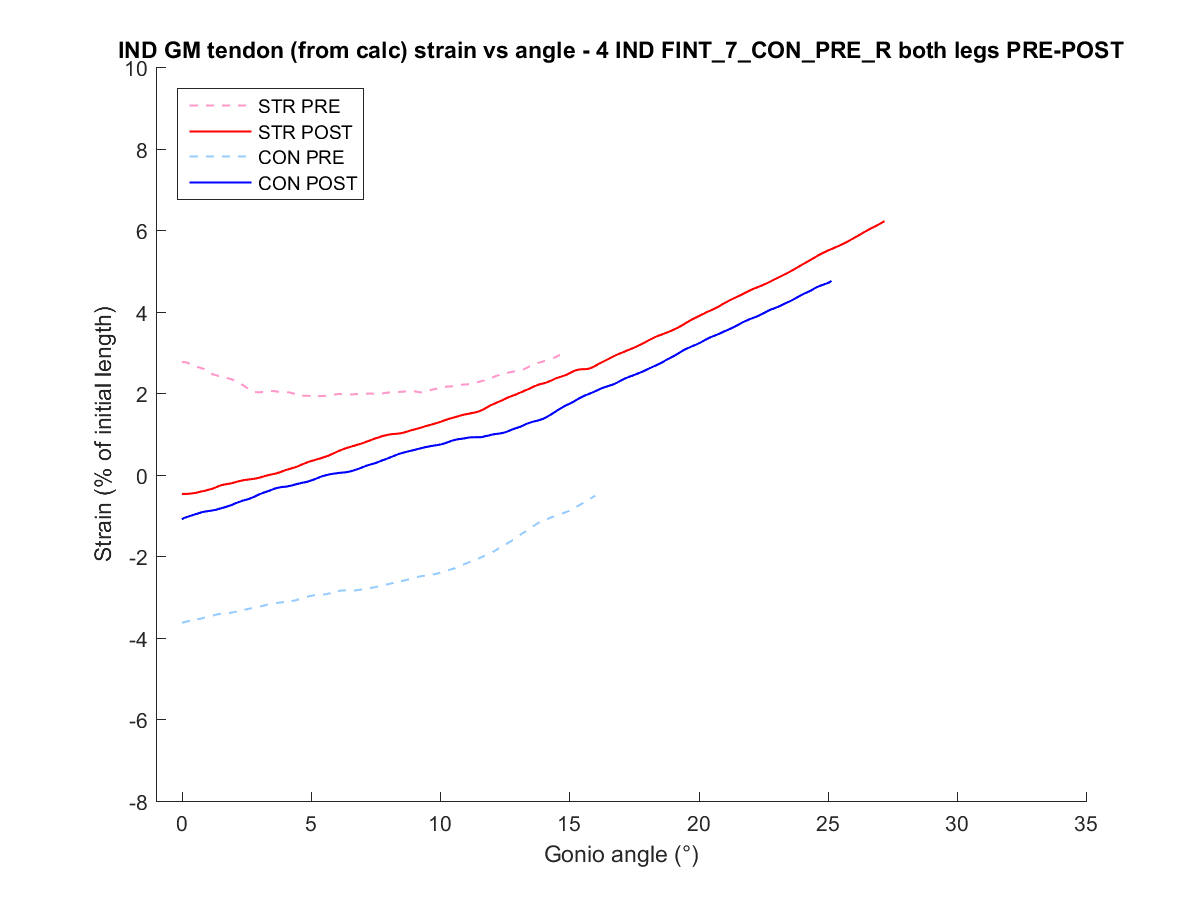 IND GM tendon (from calc) strain vs angle - 4 IND FINT_7_CON_PRE_R both legs PRE-POST
10
8
6
4
2
0
-2
-4
-6
-8
Strain (% of initial length)
STR PRE
STR POST
CON PRE
CON POST
0 5 10 15 20 25 30 35
Gonio angle (°)